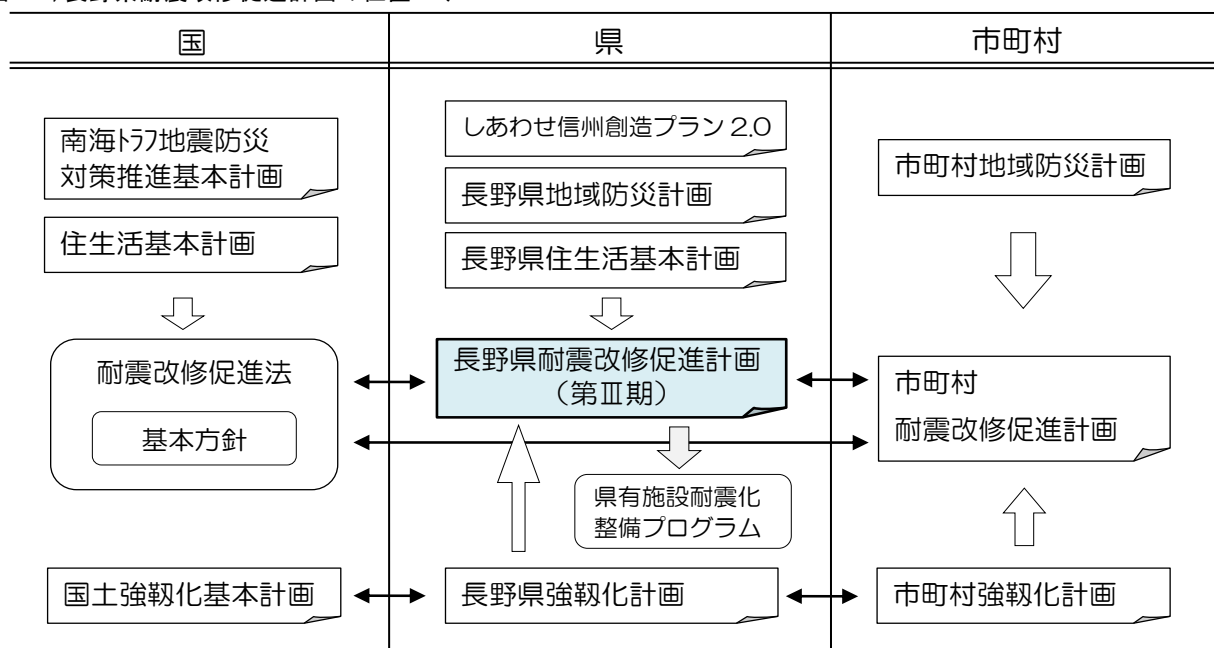 長野県耐震改修促進計画の位置づけ
国
県
市町村
南海トラフ地震防災
対策推進基本計画
住生活基本計画
耐震改修促進法
基本方針
国土強靱化基本計画
しあわせ信州創造プラン2.0
長野県地域防災計画
長野県住生活基本計画
長野県耐震改修促進計画
（第Ⅲ期）
県有施設耐震化
整備プログラム
長野県強靱化計画
市町村地域防災計画
市町村
耐震改修促進計画
市町村強靱化計画